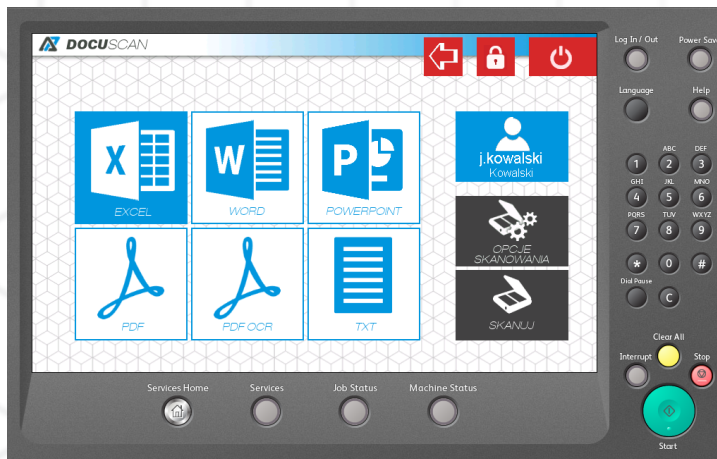 DOCUSCAN
X
EXCEL
W
WORD
P
POWERPOINT
j.kowalski
Kowalski
PDF
PDF OCR
TXT
OPCJE
SKANOWANIA
SKANUJ
Log In / Out
Power Save
Language
Help
ABC
DEF
1
2
3
GHI
JKL
MNO
4
5
6
PQRS
TUV
WXYZ
7
8
9
*
0
#
Dial Pause
C
Clear All
Interrupt
Stop
Start
Services Home
Services
Job Status
Machine Status